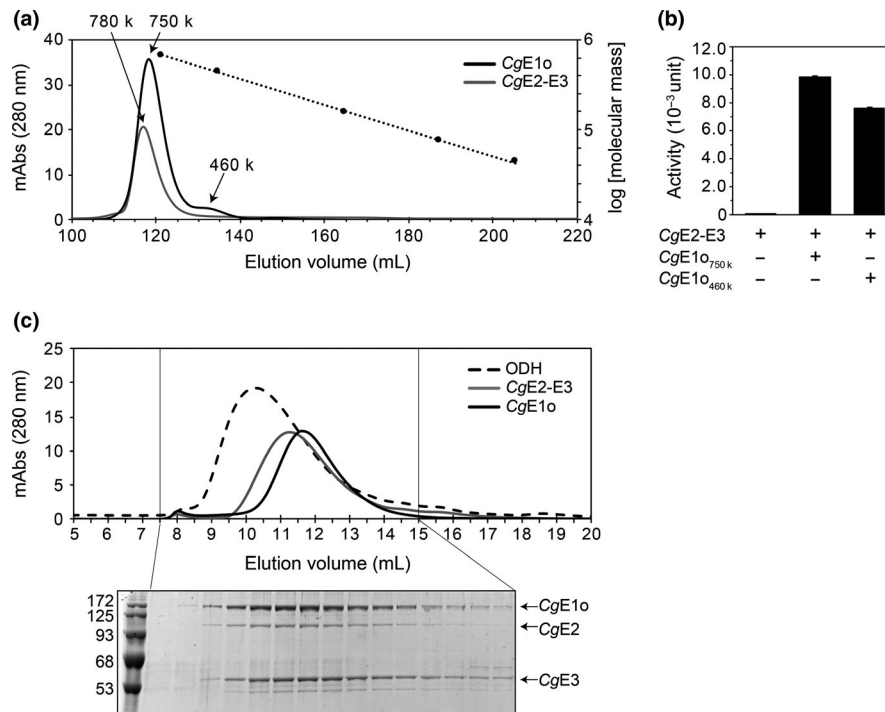 (a)
780 k 750 k
460 k
CgE1o
CgE2-E3
mAbs (280 nm)
40
30
20
10
0
log [molecular mass]
6
5
4
100 120 140 160 180 200 220
Elution volume (mL)
(b)
Activity (10⁻³ unit)
10.0
8.0
6.0
4.0
2.0
0.0
CgE2-E3 + + +
CgE1o750 k – + –
CgE1o460 k – – +
(c)
mAbs (280 nm)
25
20
15
10
5
0
ODH
CgE2-E3
CgE1o
5 6 7 8 9 10 11 12 13 14 15 16 17 18 19 20
Elution volume (mL)
172
125
93
68
53
CgE1o
CgE2
CgE3